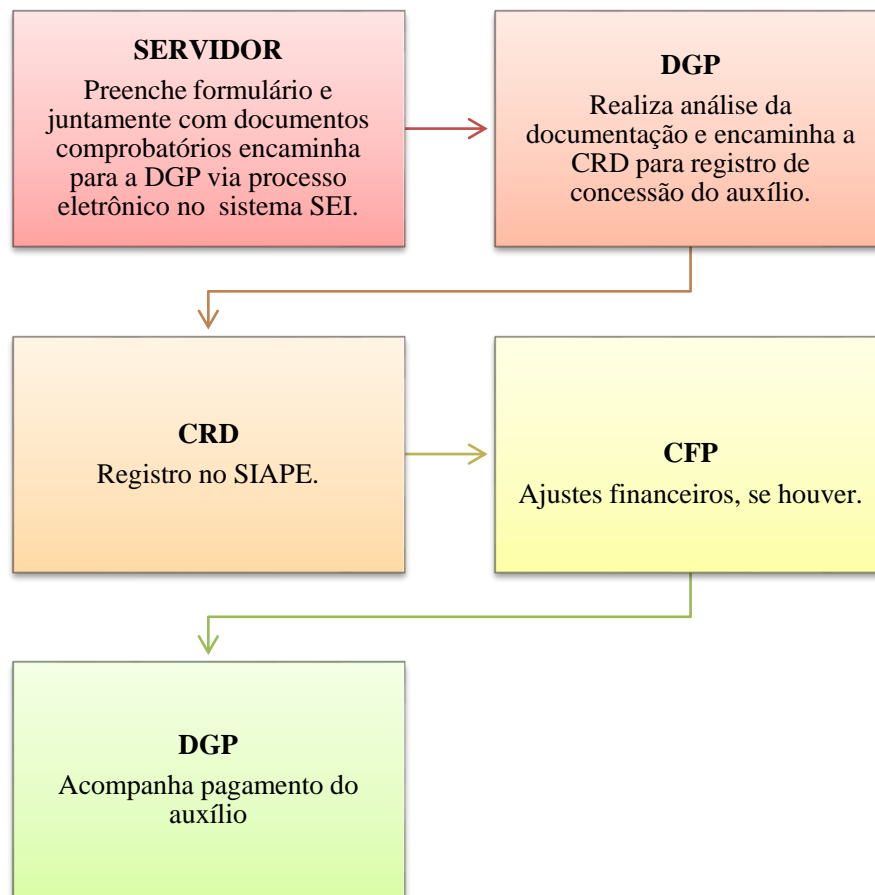 SERVIDOR
Preenche formulário e
juntamente com documentos
comprobatórios encaminha
para a DGP via processo
eletrônico no sistema SEI.
DGP
Realiza análise da
documentação e encaminha a
CRD para registro de
concessão do auxílio.
CRD
Registro no SIAPE.
CFP
Ajustes financeiros, se houver.
DGP
Acompanha pagamento do
auxílio